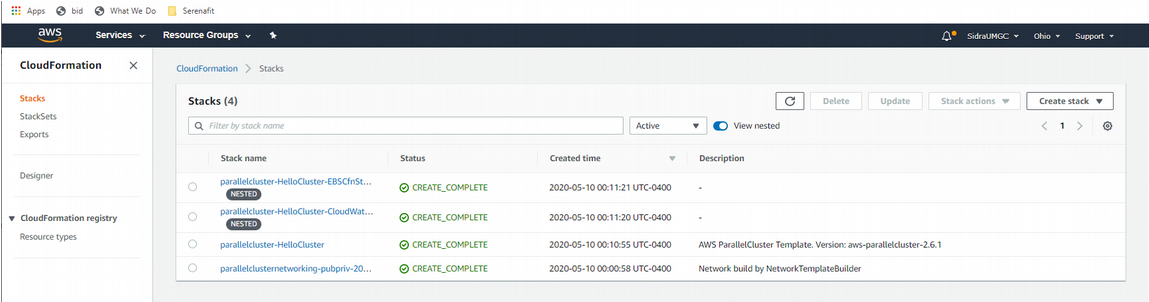 Apps bid What We Do Serenafit
aws Services Resource Groups SidraUMGC Ohio Support
CloudFormation
CloudFormation Stacks
Stacks
StackSets
Exports
Designer
CloudFormation registry
Resource types
Stacks (4) Delete Update Stack actions Create stack
Filter by stack name Active View nested 1
Stack name Status Created time Description
parallelcluster-HelloCluster-EBSCfnSt... CREATE_COMPLETE 2020-05-10 00:11:21 UTC-0400 -
NESTED
parallelcluster-HelloCluster-CloudWat... CREATE_COMPLETE 2020-05-10 00:11:20 UTC-0400 -
NESTED
parallelcluster-HelloCluster CREATE_COMPLETE 2020-05-10 00:10:55 UTC-0400 AWS ParallelCluster Template. Version: aws-parallelcluster-2.6.1
parallelclusternetworking-pubpriv-20... CREATE_COMPLETE 2020-05-10 00:00:58 UTC-0400 Network build by NetworkTemplateBuilder